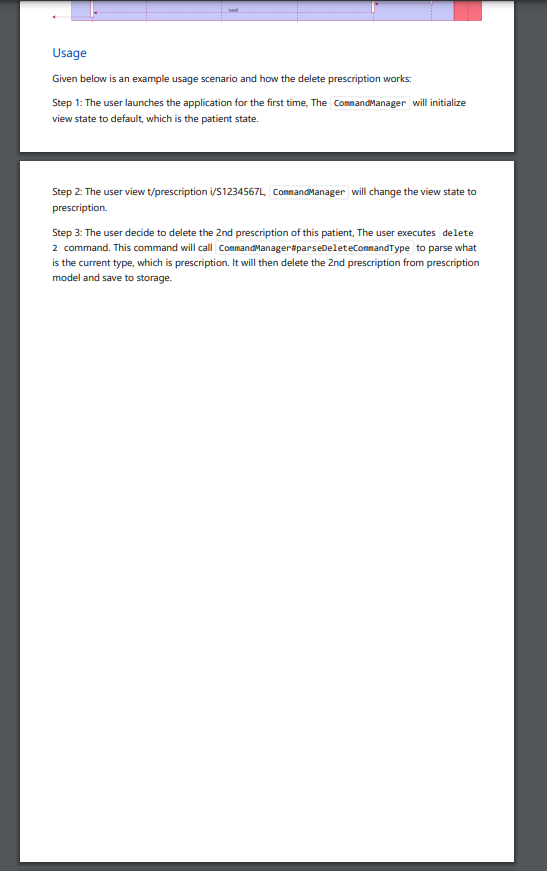 result
Usage
Given below is an example usage scenario and how the delete prescription works:
Step 1: The user launches the application for the first time, The CommandManager will initialize
view state to default, which is the patient state.
Step 2: The user view t/prescription i/S1234567L, CommandManager will change the view state to
prescription.
Step 3: The user decide to delete the 2nd prescription of this patient, The user executes delete
2 command. This command will call CommandManager#parseDeleteCommandType to parse what
is the current type, which is prescription. It will then delete the 2nd prescription from prescription
model and save to storage.